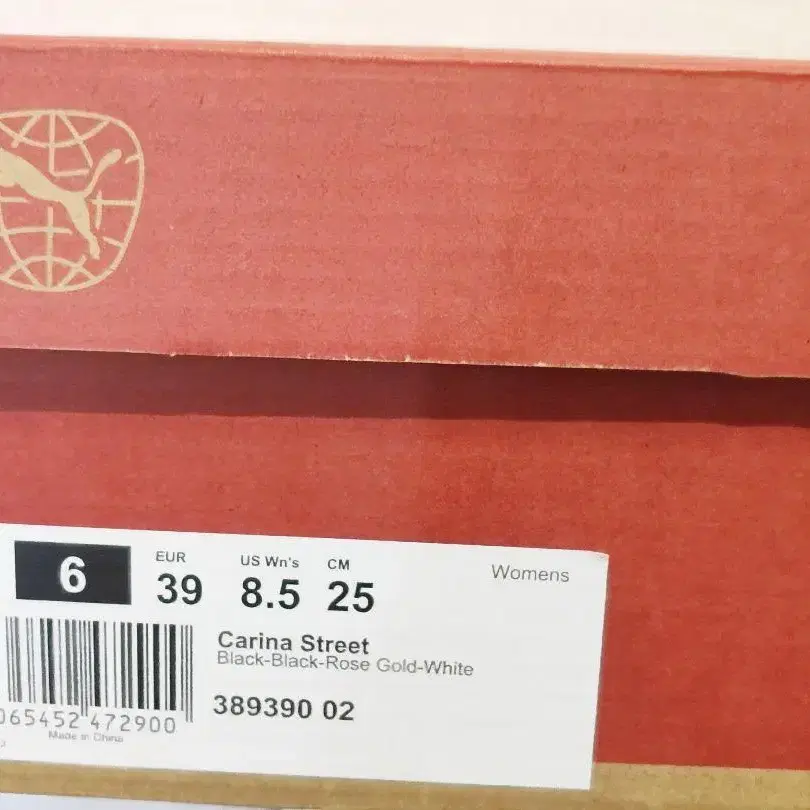 6
EUR
39
US Wn's
8.5
CM
25
Womens
Carina Street
Black-Black-Rose Gold-White
389390 02
065452 472900
Made in China